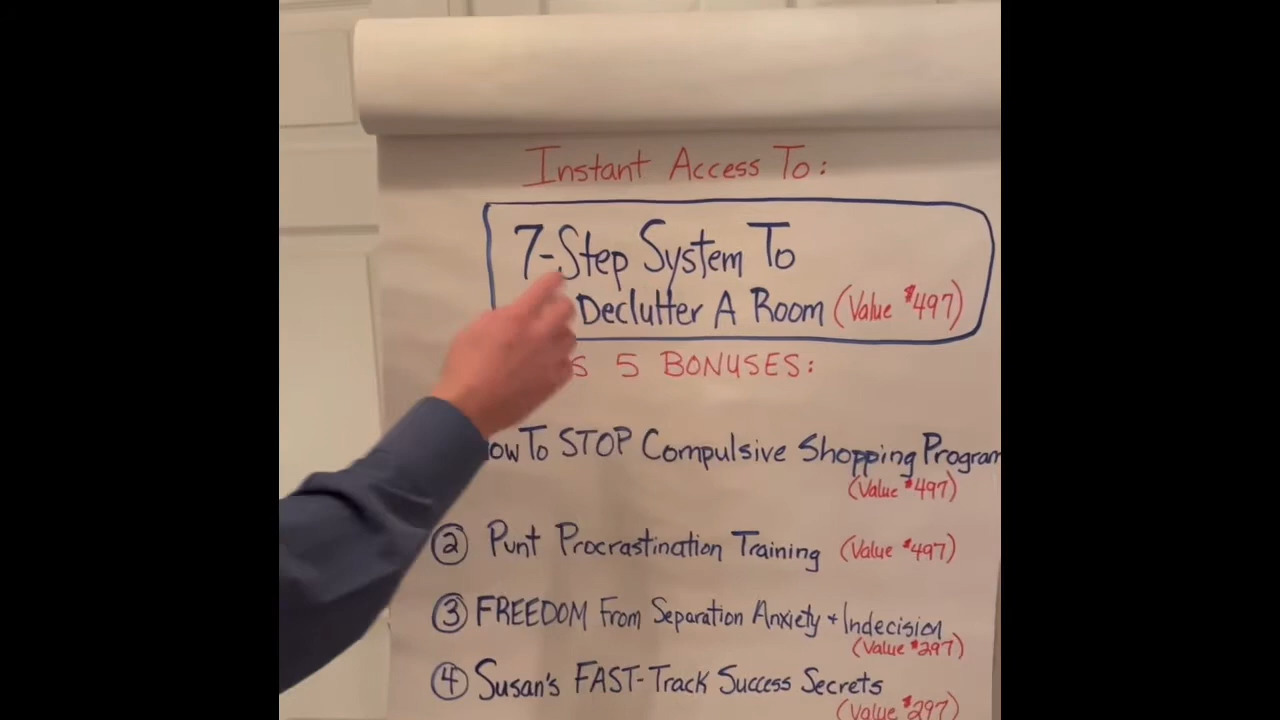 Instant Access To:
7-Step System To
Declutter A Room (Value $497)
5 BONUSES:
To STOP Compulsive Shopping Program
(Value $497)
② Punt Procrastination Training (Value $497)
③ FREEDOM From Separation Anxiety + Indecision
(Value $297)
④ Susan's FAST-Track Success Secrets
(Value $297)